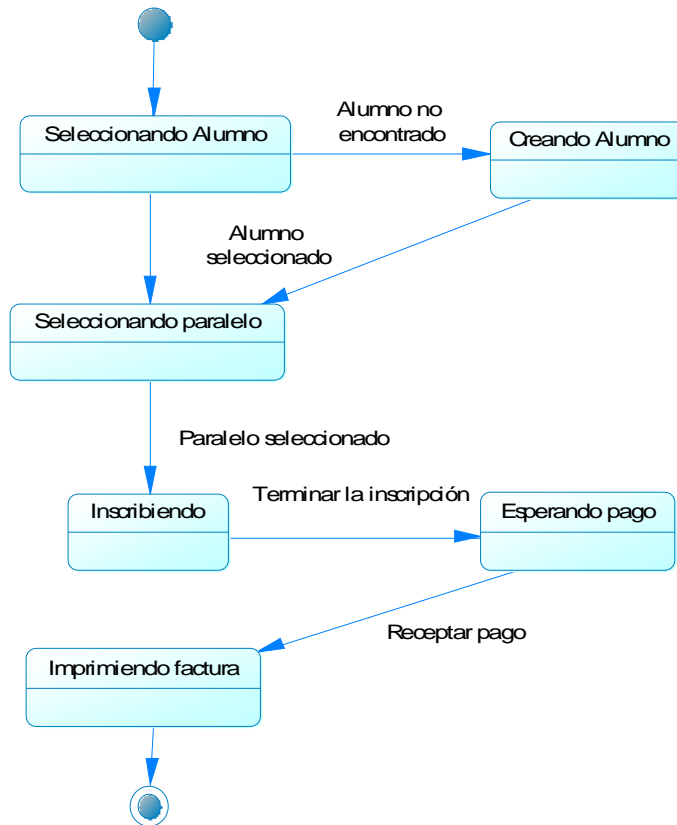 Alumno no
encontrado
Seleccionando Alumno
Creando Alumno
Alumno
seleccionado
Seleccionando paralelo
Paralelo seleccionado
Terminar la inscripción
Inscribiendo
Esperando pago
Receptar pago
Imprimiendo factura